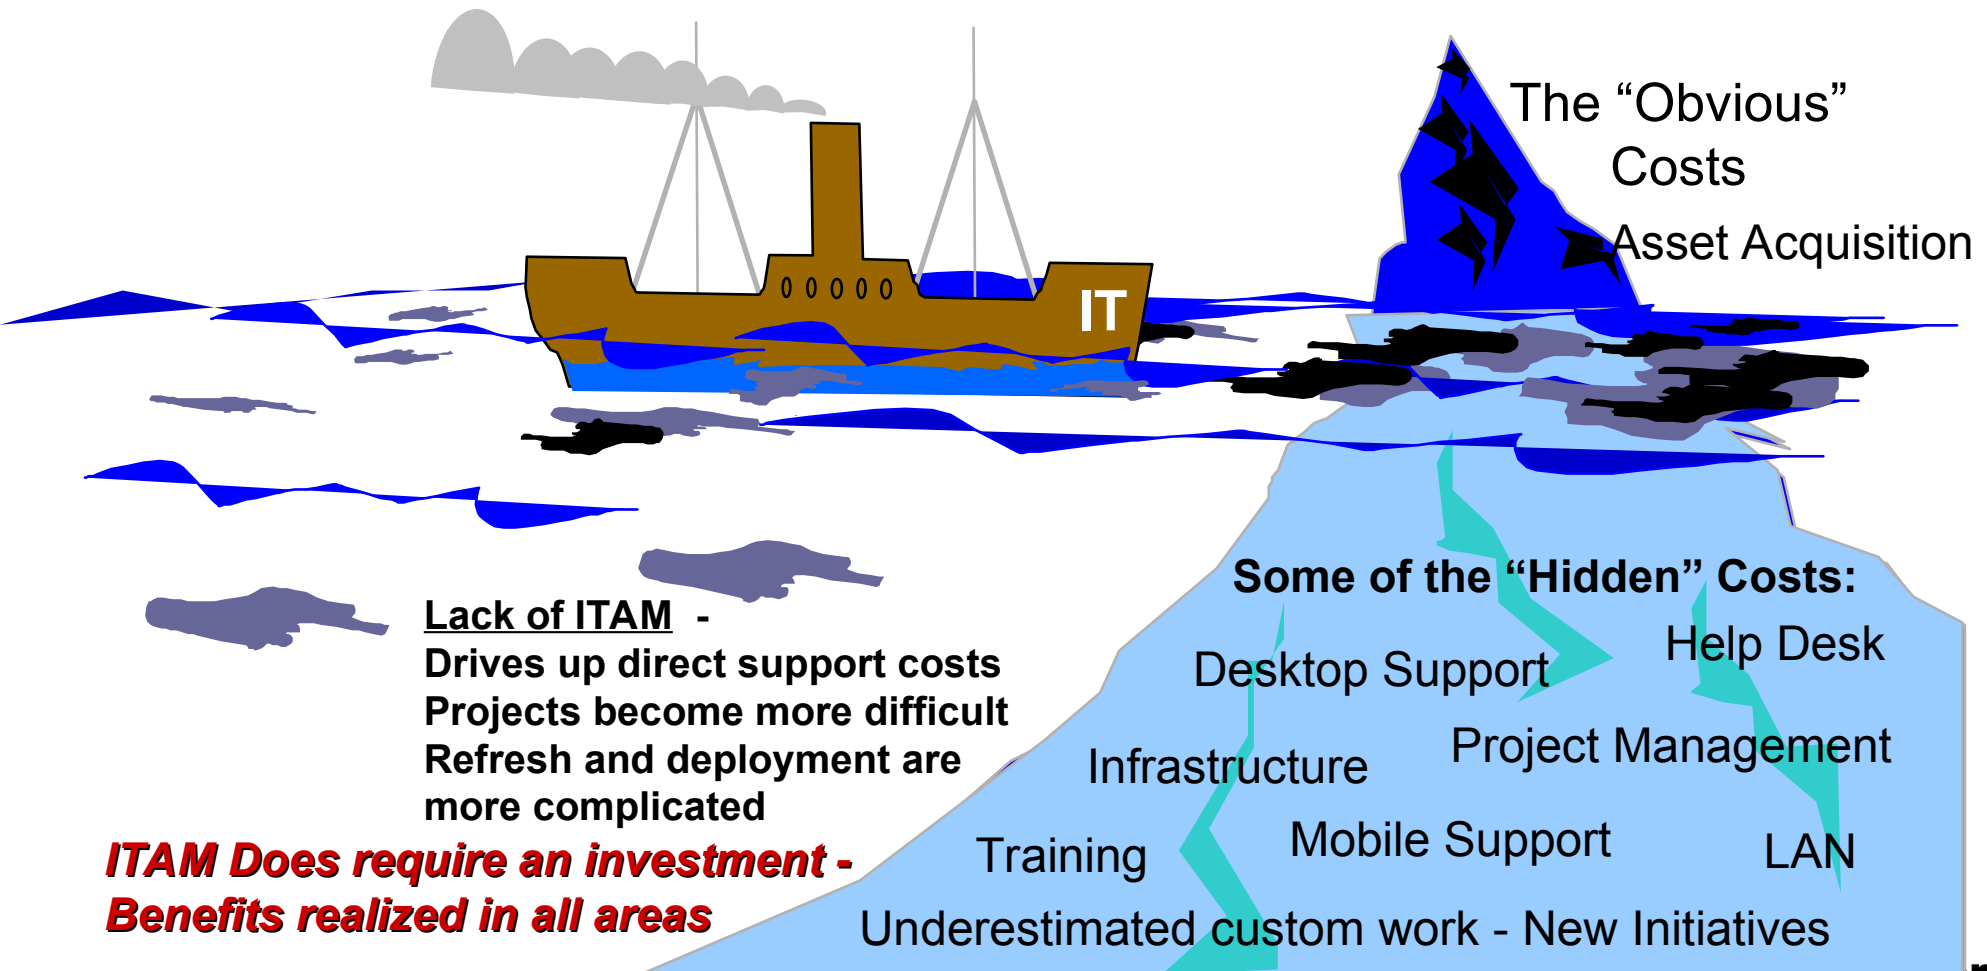 The “Obvious”
Costs
Asset Acquisition
IT
Some of the “Hidden” Costs:
Help Desk
Desktop Support
Project Management
Infrastructure
Mobile Support
LAN
Training
Underestimated custom work - New Initiatives
Lack of ITAM -
Drives up direct support costs
Projects become more difficult
Refresh and deployment are
more complicated
ITAM Does require an investment -
Benefits realized in all areas